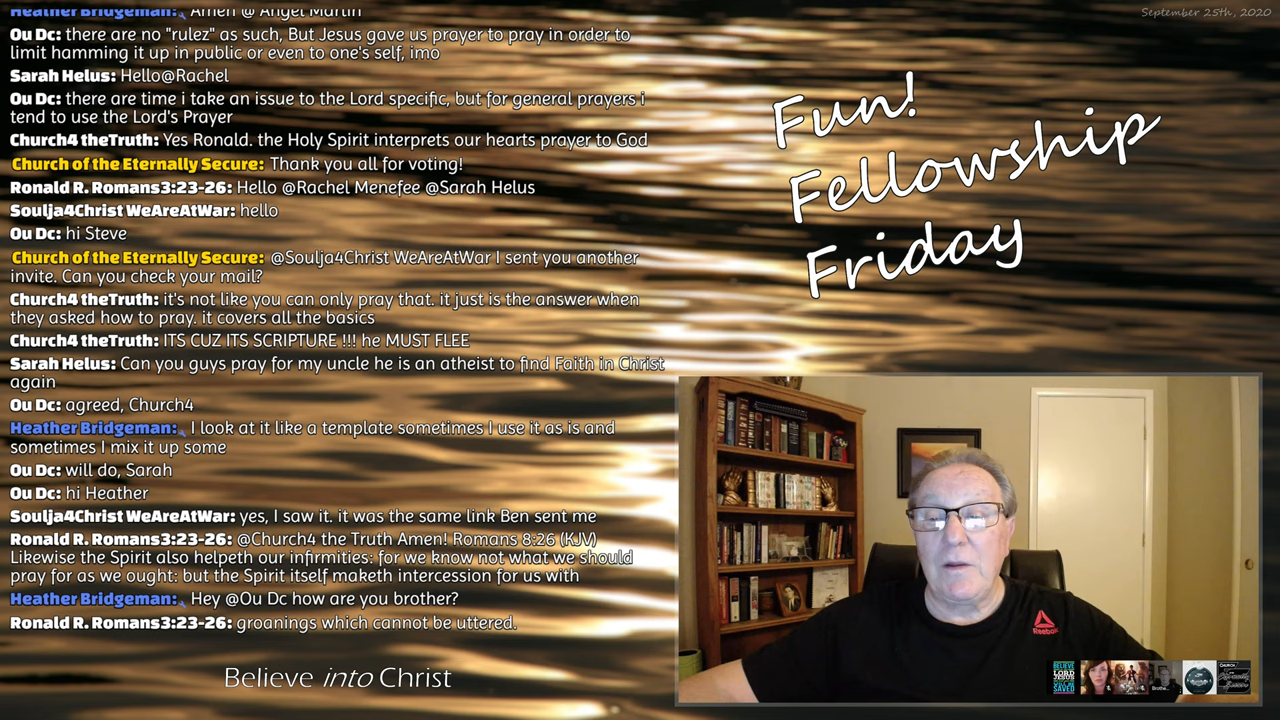 Heather Bridgeman: Amen @ Angel Martin
Ou Dc: there are no "rulez" as such, But Jesus gave us prayer to pray in order to
limit hamming it up in public or even to one's self, imo
Sarah Helus: Hello@Rachel
Ou Dc: there are time i take an issue to the Lord specific, but for general prayers i
tend to use the Lord's Prayer
Church4 theTruth: Yes Ronald. the Holy Spirit interprets our hearts prayer to God
Church of the Eternally Secure: Thank you all for voting!
Ronald R. Romans3:23-26: Hello @Rachel Menefee @Sarah Helus
Soulja4Christ WeAreAtWar: hello
Ou Dc: hi Steve
Church of the Eternally Secure: @Soulja4Christ WeAreAtWar I sent you another
invite. Can you check your mail?
Church4 theTruth: it's not like you can only pray that. it just is the answer when
they asked how to pray. it covers all the basics
Church4 theTruth: ITS CUZ ITS SCRIPTURE !!! he MUST FLEE
Sarah Helus: Can you guys pray for my uncle he is an atheist to find Faith in Christ
again
Ou Dc: agreed, Church4
Heather Bridgeman: I look at it like a template sometimes I use it as is and
sometimes I mix it up some
Ou Dc: will do, Sarah
Ou Dc: hi Heather
Soulja4Christ WeAreAtWar: yes, I saw it. it was the same link Ben sent me
Ronald R. Romans3:23-26: @Church4 the Truth Amen! Romans 8:26 (KJV)
Likewise the Spirit also helpeth our infirmities: for we know not what we should
pray for as we ought: but the Spirit itself maketh intercession for us with
Heather Bridgeman: Hey @Ou Dc how are you brother?
Ronald R. Romans3:23-26: groanings which cannot be uttered.
Believe into Christ
September 25th, 2020
Fun!
Fellowship
Friday
Reebok
BELIEVE
LORD
JESUS
SAVED
Brothe...
CHURCH
Eternally